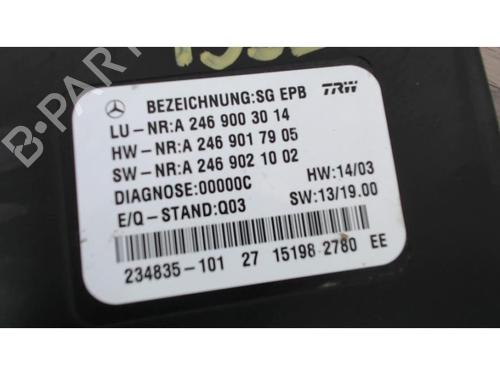 B-PARTS
BEZEICHNUNG:SG EPB TRW
LU-NR:A 246 900 30 14
HW-NR:A 246 901 79 05
SW-NR:A 246 902 10 02
DIAGNOSE:00000C HW:14/03
E/Q-STAND:Q03 SW:13/19.00
234835-101 27 15198 2780 EE